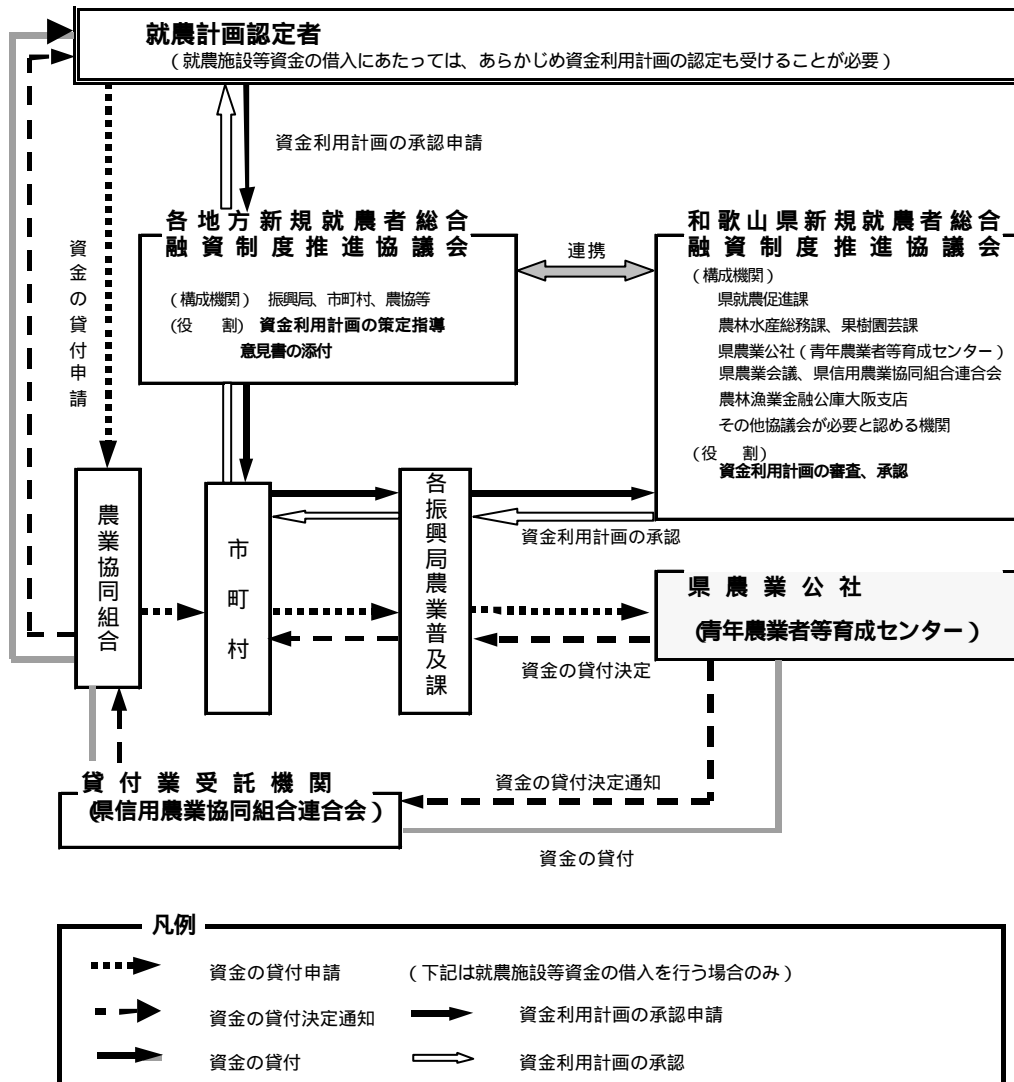 就農計画認定者
(就農施設等資金の借入にあたっては、あらかじめ資金利用計画の認定も受けることが必要)
資金利用計画の承認申請
資金の貸付申請
各地方新規就農者総合
融資制度推進協議会
(構成機関) 振興局、市町村、農協等
(役 割) 資金利用計画の策定指導
意見書の添付
連携
和歌山県新規就農者総合
融資制度推進協議会
(構成機関)
県就農促進課
農林水産総務課、果樹園芸課
県農業公社(青年農業者等育成センター)
県農業会議、県信用農業協同組合連合会
農林漁業金融公庫大阪支店
その他協議会が必要と認める機関
(役 割)
資金利用計画の審査、承認
農業協同組合
市町村
各振興局農業普及課
資金利用計画の承認
県農業公社
(青年農業者等育成センター)
資金の貸付決定
貸付業受託機関
(県信用農業協同組合連合会)
資金の貸付決定通知
資金の貸付
凡例
資金の貸付申請 (下記は就農施設等資金の借入を行う場合のみ)
資金の貸付決定通知 資金利用計画の承認申請
資金の貸付 資金利用計画の承認